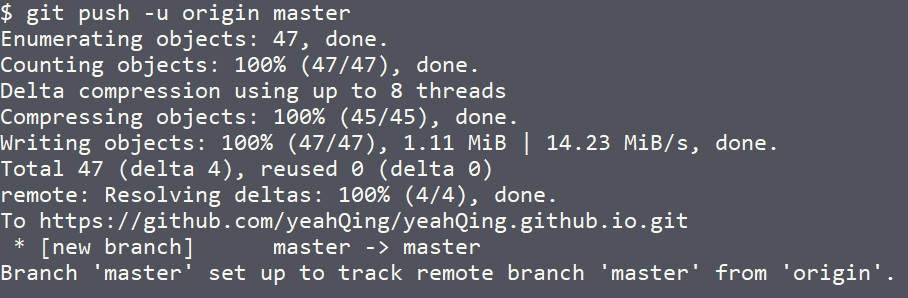 $ git push -u origin master
Enumerating objects: 47, done.
Counting objects: 100% (47/47), done.
Delta compression using up to 8 threads
Compressing objects: 100% (45/45), done.
Writing objects: 100% (47/47), 1.11 MiB | 14.23 MiB/s, done.
Total 47 (delta 4), reused 0 (delta 0)
remote: Resolving deltas: 100% (4/4), done.
To https://github.com/yeahQing/yeahQing.github.io.git
 * [new branch]      master -> master
Branch 'master' set up to track remote branch 'master' from 'origin'.